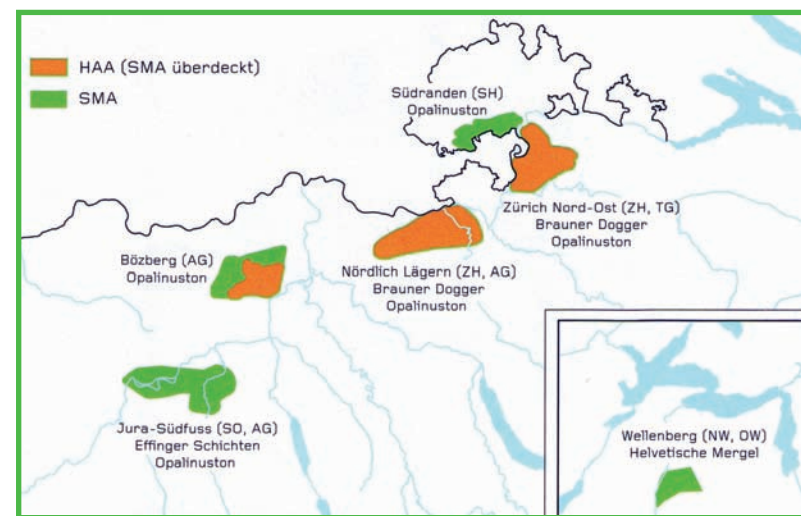 HAA (SMA überdeckt)
SMA
Südranden (SH)
Opalinuston
Zürich Nord-Ost (ZH, TG)
Brauner Dogger
Opalinuston
Bözberg (AG)
Opalinuston
Nördlich Lägern (ZH, AG)
Brauner Dogger
Opalinuston
Jura-Südfuss (SO, AG)
Effinger Schichten
Opalinuston
Wellenberg (NW, OW)
Helvetische Mergel